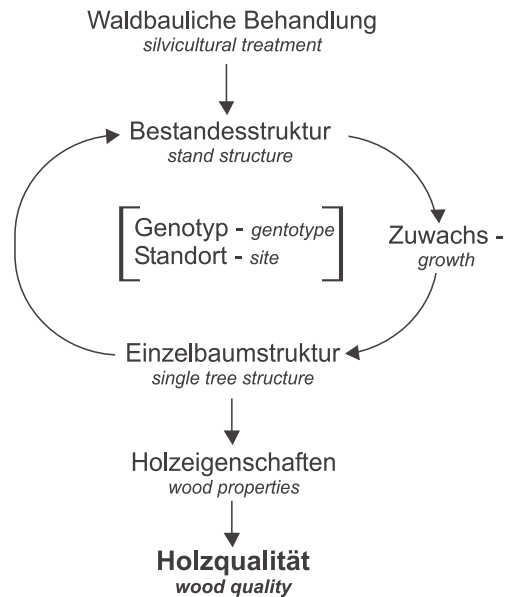 Waldbauliche Behandlung
silvicultural treatment
Bestandesstruktur
stand structure
Genotyp - gentotype
Standort - site
Zuwachs -
growth
Einzelbaumstruktur
single tree structure
Holzeigenschaften
wood properties
Holzqualität
wood quality